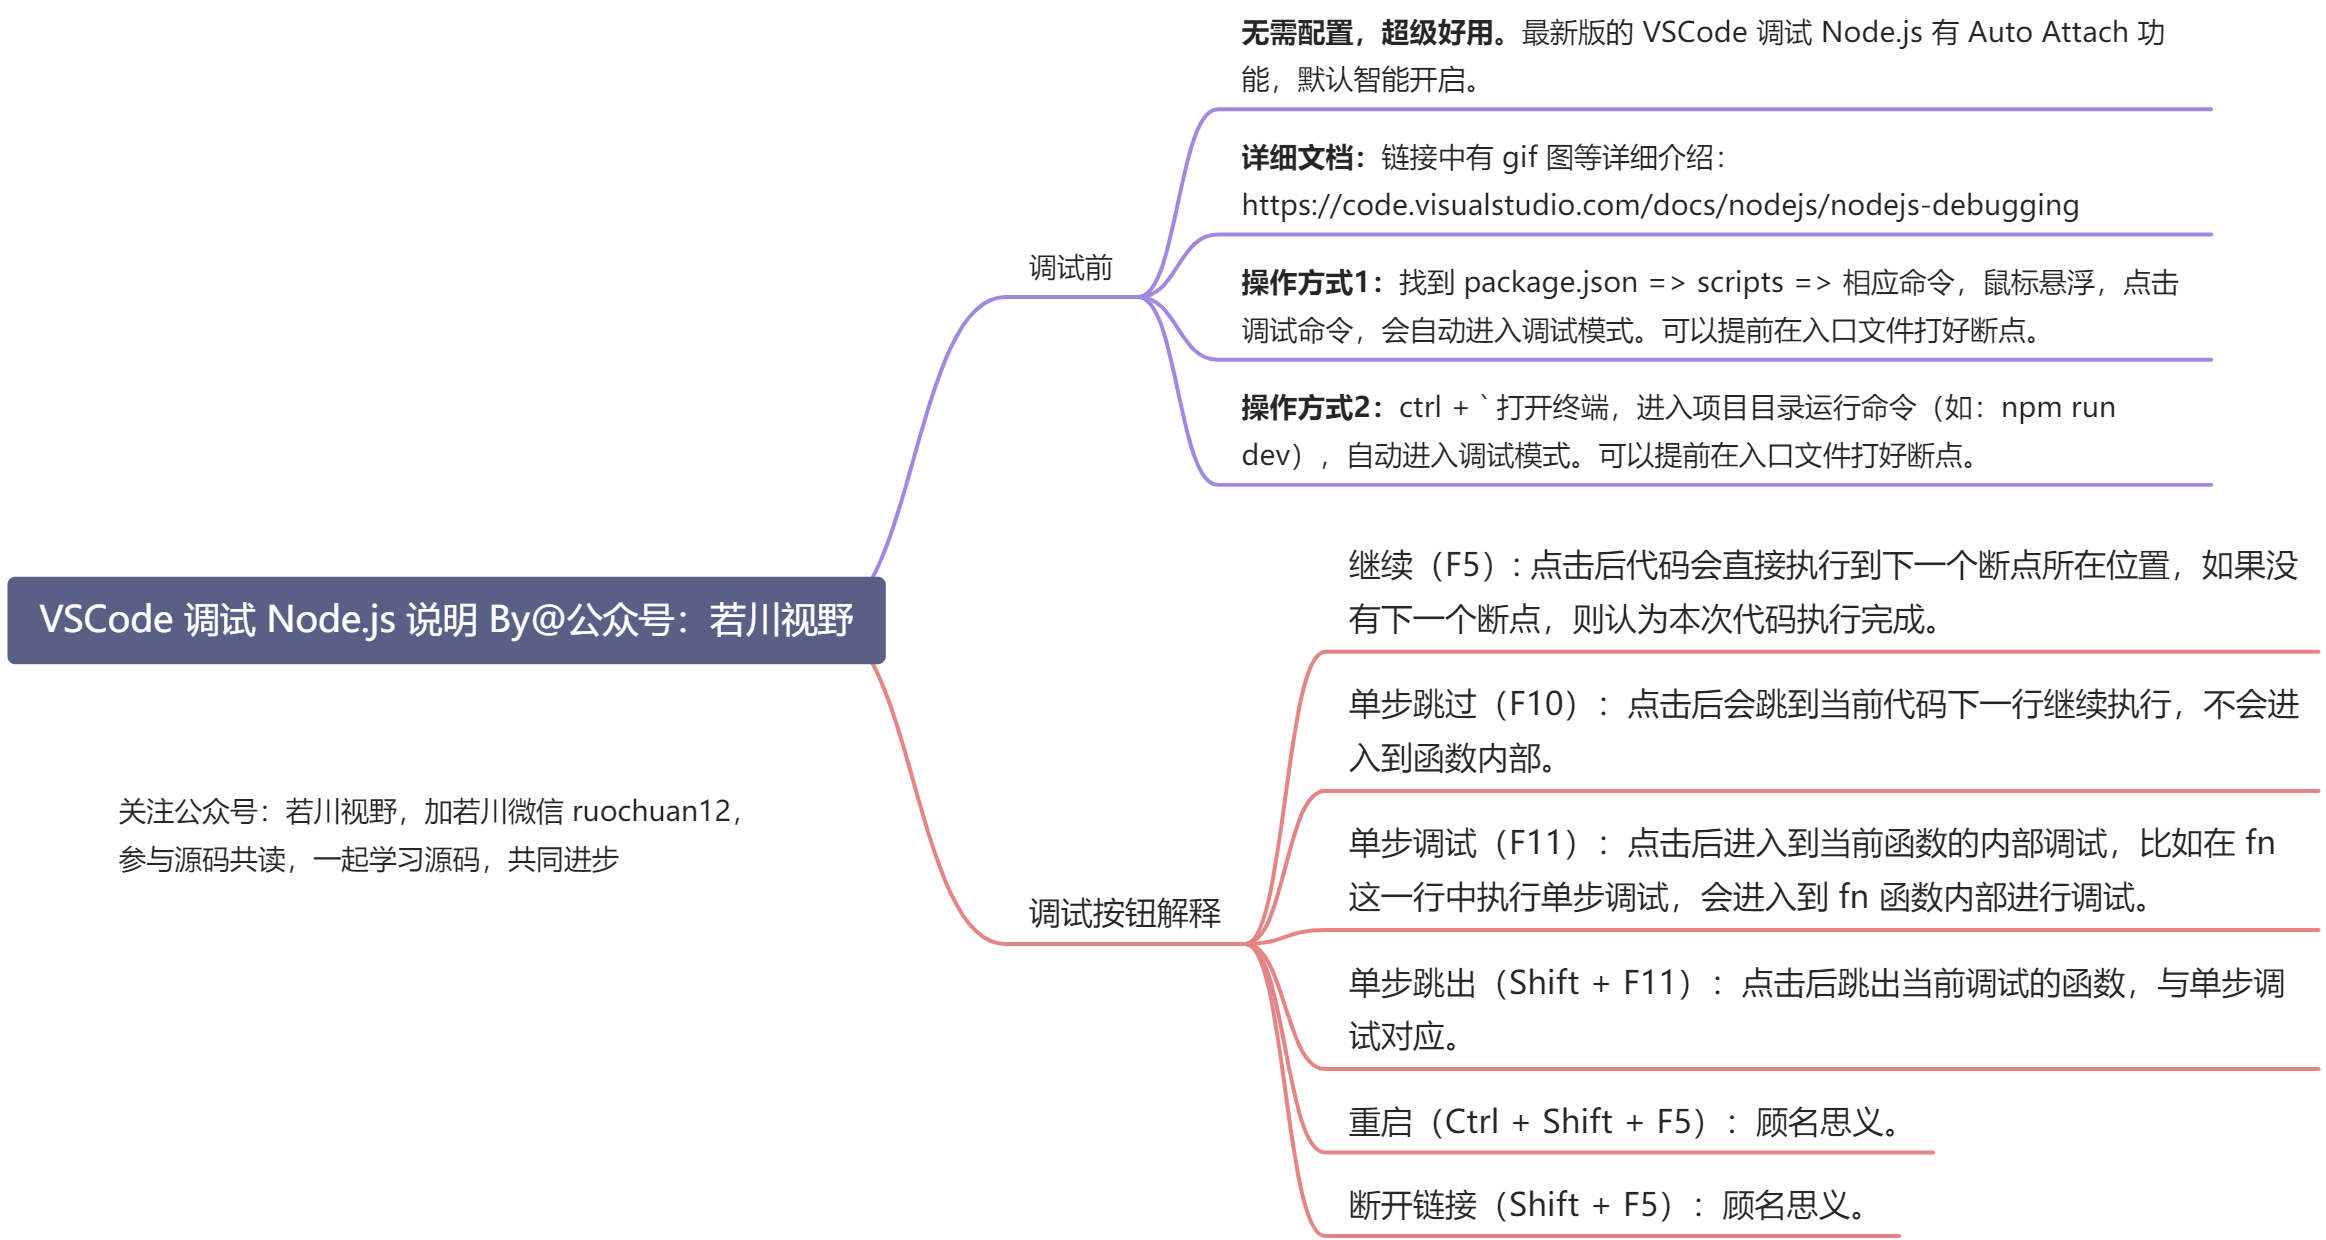 无需配置，超级好用。最新版的 VSCode 调试 Node.js 有 Auto Attach 功
能，默认智能开启。
详细文档：链接中有 gif 图等详细介绍：
https://code.visualstudio.com/docs/nodejs/nodejs-debugging
调试前
操作方式1：找到 package.json => scripts => 相应命令，鼠标悬浮，点击
调试命令，会自动进入调试模式。可以提前在入口文件打好断点。
操作方式2：ctrl + ` 打开终端，进入项目目录运行命令（如：npm run
dev），自动进入调试模式。可以提前在入口文件打好断点。
VSCode 调试 Node.js 说明 By@公众号：若川视野
关注公众号：若川视野，加若川微信 ruochuan12，
参与源码共读，一起学习源码，共同进步
调试按钮解释
继续（F5）: 点击后代码会直接执行到下一个断点所在位置，如果没
有下一个断点，则认为本次代码执行完成。
单步跳过（F10）：点击后会跳到当前代码下一行继续执行，不会进
入到函数内部。
单步调试（F11）：点击后进入到当前函数的内部调试，比如在 fn
这一行中执行单步调试，会进入到 fn 函数内部进行调试。
单步跳出（Shift + F11）：点击后跳出当前调试的函数，与单步调
试对应。
重启（Ctrl + Shift + F5）：顾名思义。
断开链接（Shift + F5）：顾名思义。